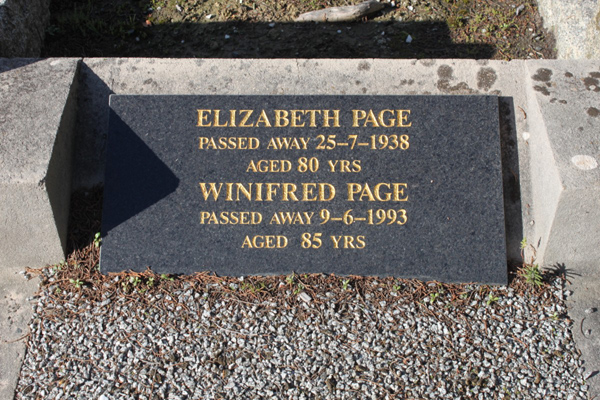 ELIZABETH PAGE
PASSED AWAY 25-7-1938
AGED 80 YRS
WINIFRED PAGE
PASSED AWAY 9-6-1993
AGED 85 YRS